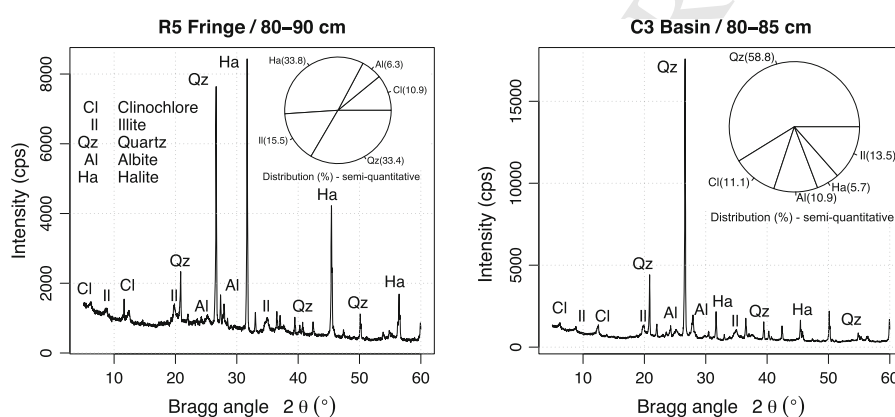 R5 Fringe / 80–90 cm
Intensity (cps)
0
2000
4000
6000
8000
Cl Clinochlore
Il Illite
Qz Quartz
Al Albite
Ha Halite
Cl
Il
Cl
Il
Qz
Al
Qz
Ha
Al
Il
Qz
Ha
Qz
Ha
Ha(33.8)
Al(6.3)
Cl(10.9)
Il(15.5)
Qz(33.4)
Distribution (%) - semi-quantitative
10 20 30 40 50 60
Bragg angle 2 θ (°)
C3 Basin / 80–85 cm
Intensity (cps)
0
5000
10000
15000
Cl
Il
Cl
Il
Qz
Al
Qz
Al
Ha
Il
Qz
Ha
Qz
Qz(58.8)
Il(13.5)
Ha(5.7)
Al(10.9)
Cl(11.1)
Distribution (%) - semi-quantitative
10 20 30 40 50 60
Bragg angle 2 θ (°)